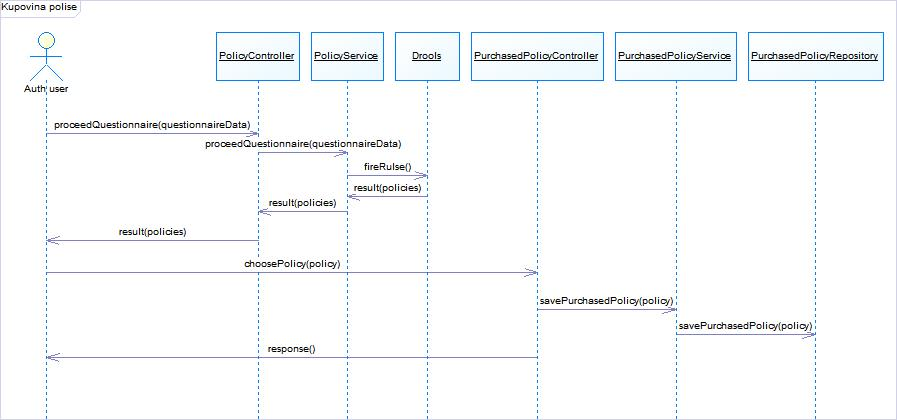 Kupovina polise
PolicyController
PolicyService
Drools
PurchasedPolicyController
PurchasedPolicyService
PurchasedPolicyRepository
Auth user
proceedQuestionnaire(questionnaireData)
proceedQuestionnaire(questionnaireData)
fireRulse()
result(policies)
result(policies)
result(policies)
choosePolicy(policy)
savePurchasedPolicy(policy)
savePurchasedPolicy(policy)
response()